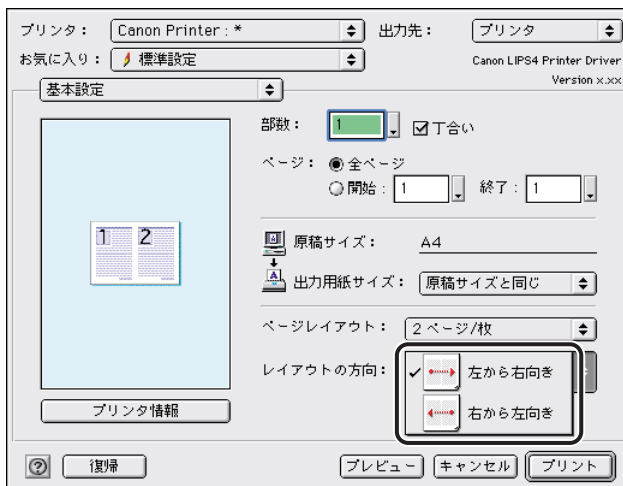 プリンタ： Canon Printer : * 出力先： プリンタ
お気に入り： 標準設定 Canon LIPS4 Printer Driver
Version x.xx
基本設定
部数： 1 丁合い
ページ： 全ページ
開始： 1 終了： 1
1 2
原稿サイズ： A4
出力用紙サイズ： 原稿サイズと同じ
ページレイアウト： 2 ページ/枚
レイアウトの方向： 左から右向き
右から左向き
プリンタ情報
? 復帰 プレビュー キャンセル プリント